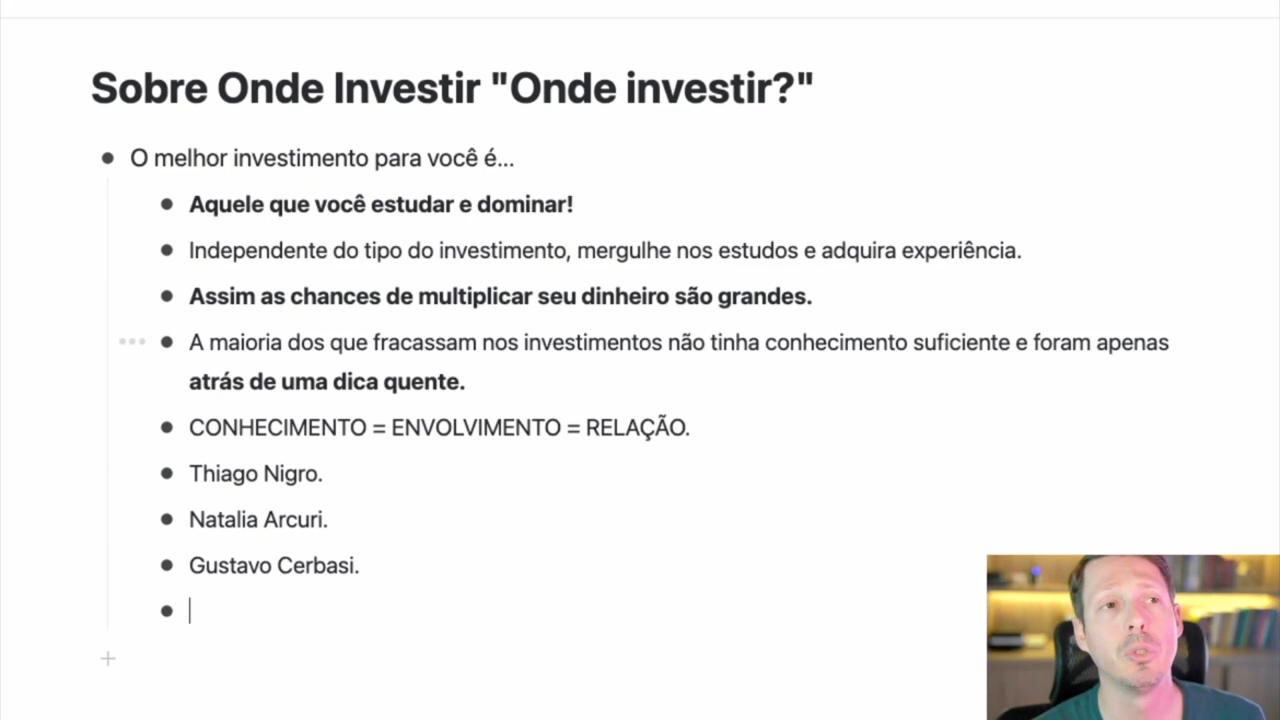 Sobre Onde Investir "Onde investir?"
O melhor investimento para você é...
Aquele que você estudar e dominar!
Independente do tipo do investimento, mergulhe nos estudos e adquira experiência.
Assim as chances de multiplicar seu dinheiro são grandes.
A maioria dos que fracassam nos investimentos não tinha conhecimento suficiente e foram apenas
atrás de uma dica quente.
CONHECIMENTO = ENVOLVIMENTO = RELAÇÃO.
Thiago Nigro.
Natalia Arcuri.
Gustavo Cerbasi.